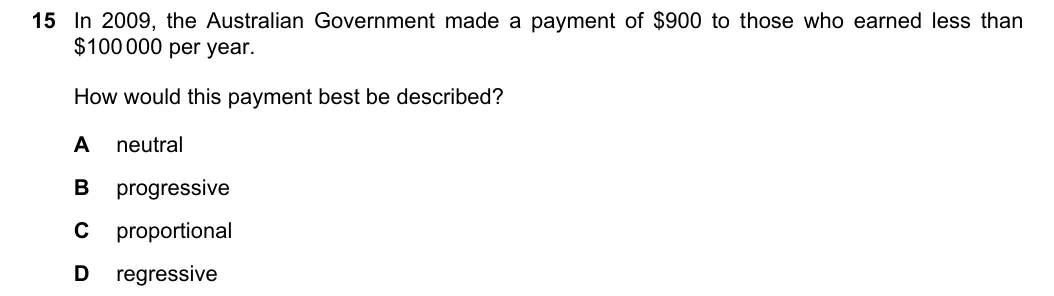 15 In 2009, the Australian Government made a payment of $900 to those who earned less than
$100 000 per year.
How would this payment best be described?
A neutral
B progressive
C proportional
D regressive